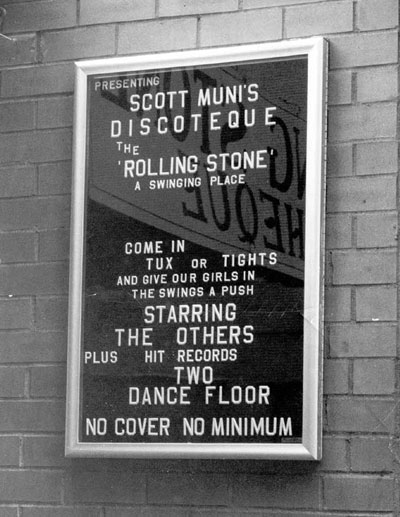 PRESENTING
SCOTT MUNI'S
DISCOTEQUE
THE
'ROLLING STONE'
A SWINGING PLACE
COME IN
TUX OR TIGHTS
AND GIVE OUR GIRLS IN
THE SWINGS A PUSH
STARRING
THE OTHERS
PLUS HIT RECORDS
TWO
DANCE FLOOR
NO COVER NO MINIMUM